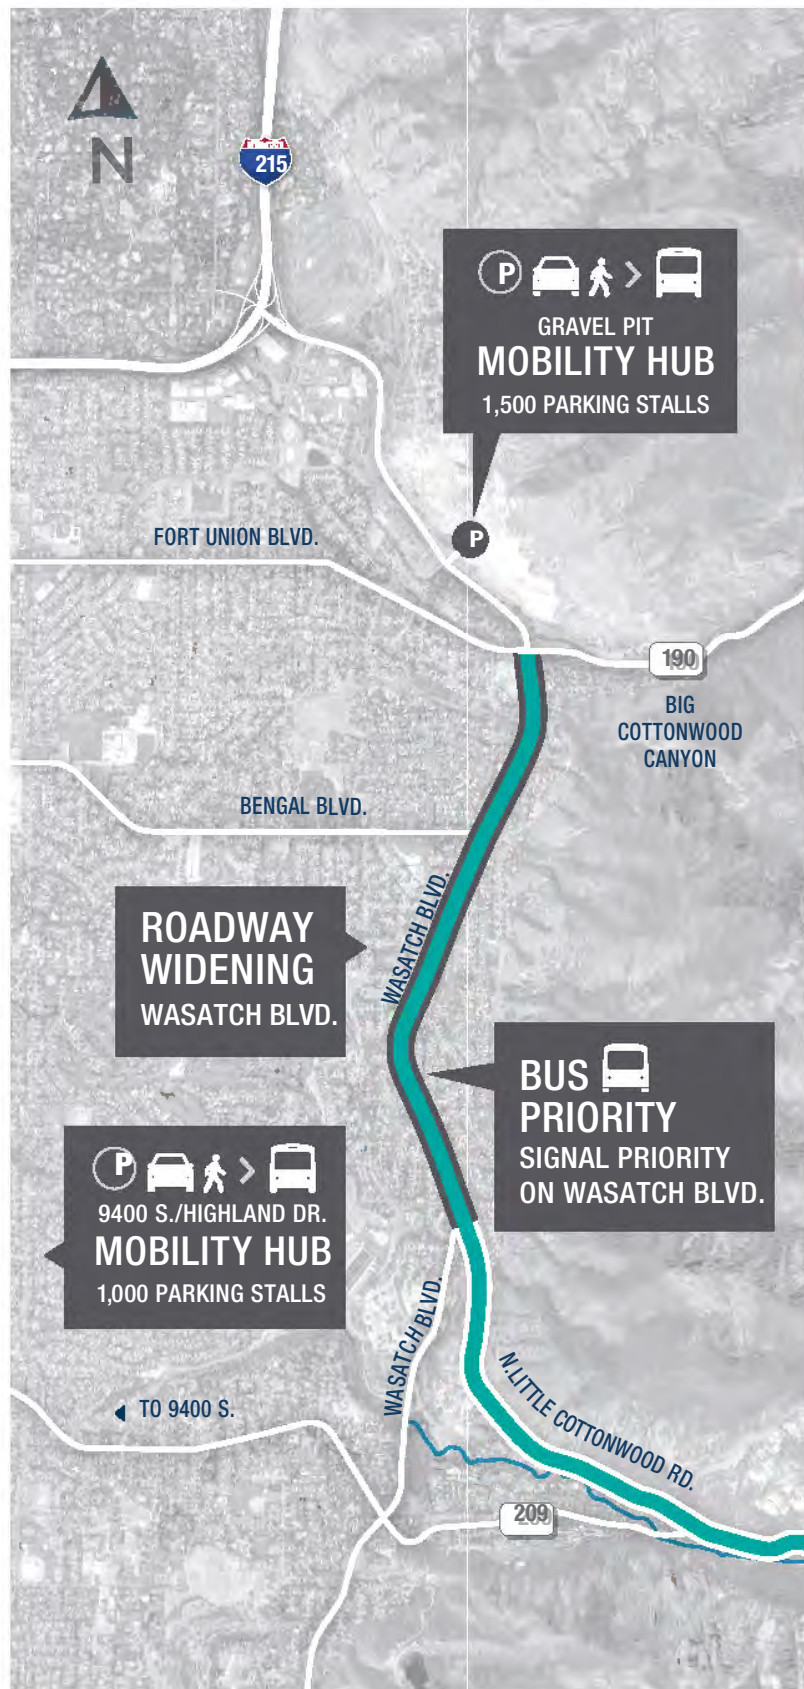 N
215
P
GRAVEL PIT
MOBILITY HUB
1,500 PARKING STALLS
FORT UNION BLVD.
P
190
BIG
COTTONWOOD
CANYON
BENGAL BLVD.
WASATCH BLVD.
ROADWAY
WIDENING
WASATCH BLVD.
BUS
PRIORITY
SIGNAL PRIORITY
ON WASATCH BLVD.
P
9400 S./HIGHLAND DR.
MOBILITY HUB
1,000 PARKING STALLS
WASATCH BLVD.
N.LITTLE COTTONWOOD RD.
TO 9400 S.
209